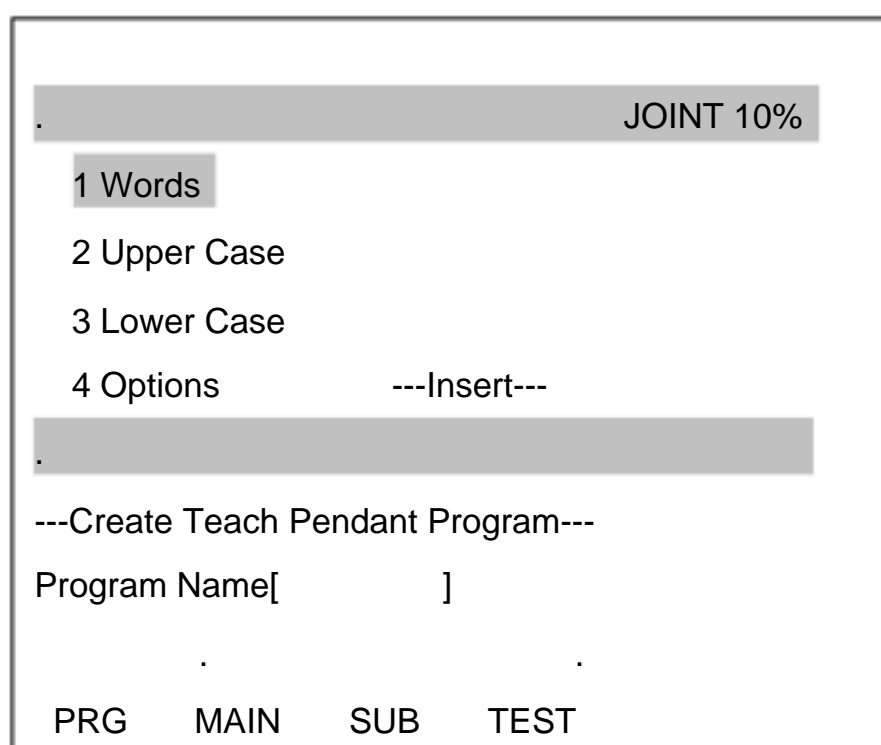 . JOINT 10%
1 Words
2 Upper Case
3 Lower Case
4 Options ---Insert---
.
---Create Teach Pendant Program---
Program Name[ ]
. .
PRG MAIN SUB TEST